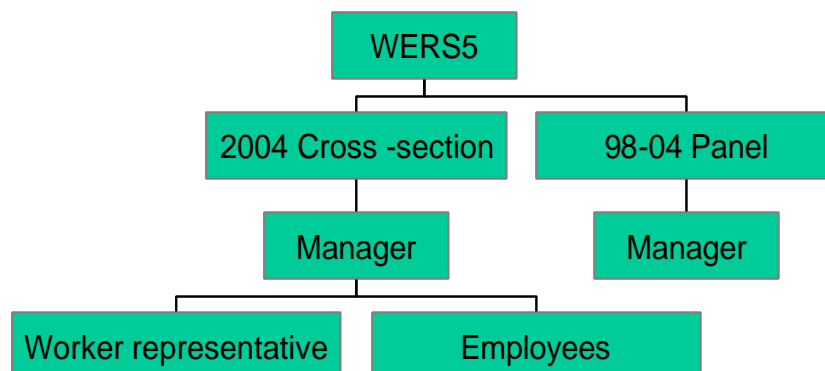 WERS5
2004 Cross -section
98-04 Panel
Manager
Manager
Worker representative
Employees